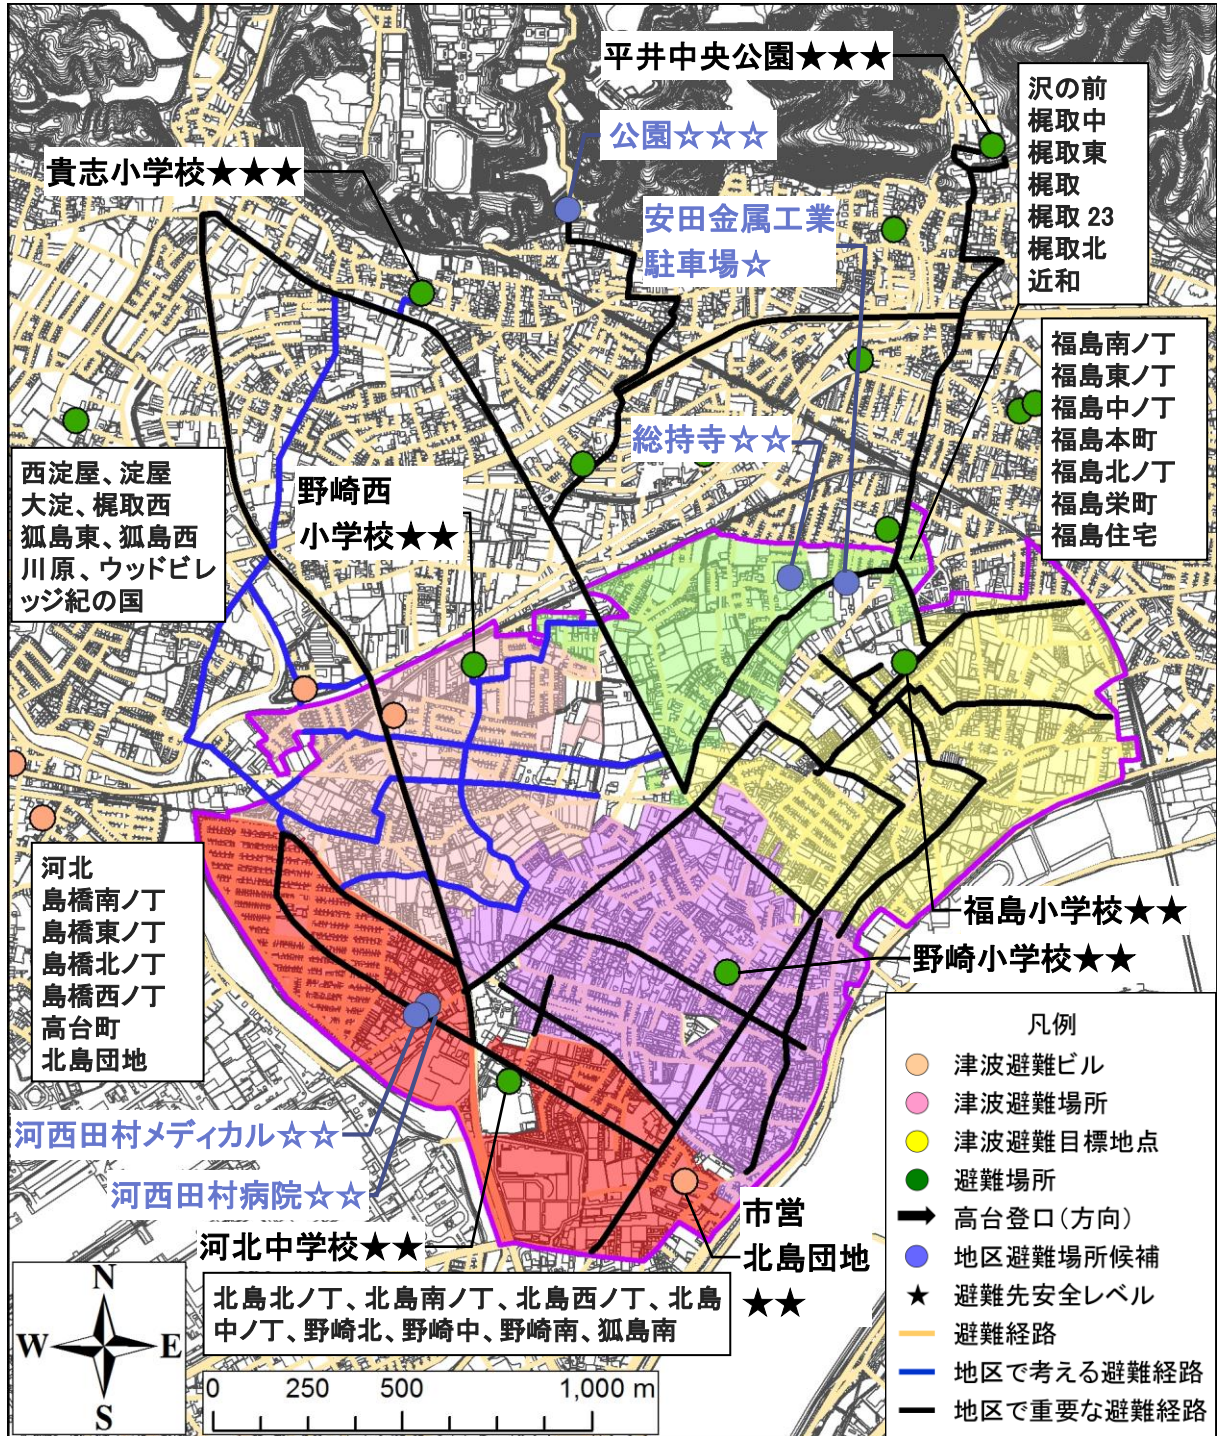 平井中央公園★★★
公園☆☆☆
貴志小学校★★★
安田金属工業
駐車場☆
沢の前
梶取中
梶取東
梶取
梶取 23
梶取北
近和
福島南ノ丁
福島東ノ丁
福島中ノ丁
福島本町
福島北ノ丁
福島栄町
福島住宅
総持寺☆☆
西淀屋、淀屋
大淀、梶取西
狐島東、狐島西
川原、ウッドビレ
ッジ紀の国
野崎西
小学校★★
河北
島橋南ノ丁
島橋東ノ丁
島橋北ノ丁
島橋西ノ丁
高台町
北島団地
福島小学校★★
野崎小学校★★
河西田村メディカル☆☆
河西田村病院☆☆
河北中学校★★
市営
北島団地
★★
北島北ノ丁、北島南ノ丁、北島西ノ丁、北島
中ノ丁、野崎北、野崎中、野崎南、狐島南
凡例
津波避難ビル
津波避難場所
津波避難目標地点
避難場所
高台登口(方向)
地区避難場所候補
★ 避難先安全レベル
避難経路
地区で考える避難経路
地区で重要な避難経路
N
W E
S
0 250 500 1,000 m